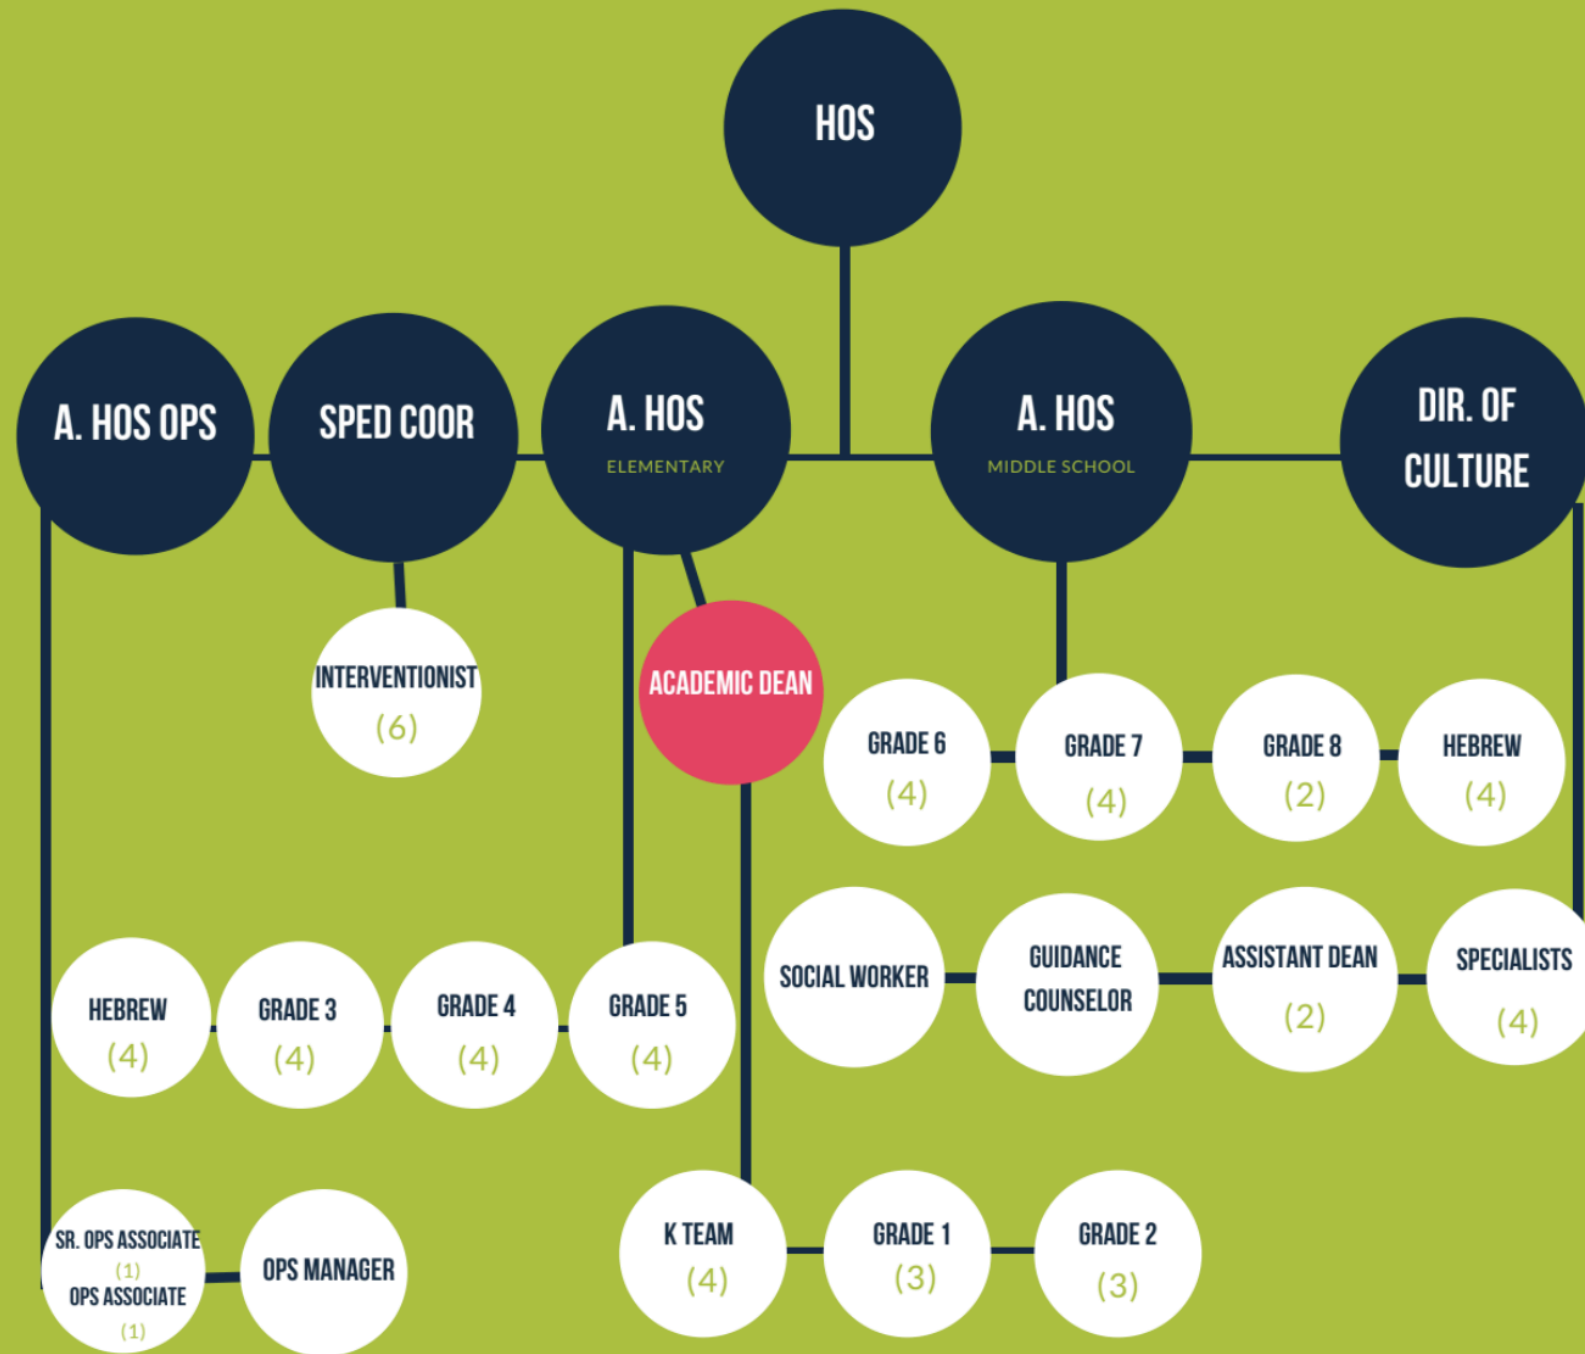 HOS
A. HOS OPS
SPED COOR
A. HOS
ELEMENTARY
A. HOS
MIDDLE SCHOOL
DIR. OF
CULTURE
INTERVENTIONIST
(6)
ACADEMIC DEAN
GRADE 6
(4)
GRADE 7
(4)
GRADE 8
(2)
HEBREW
(4)
SOCIAL WORKER
GUIDANCE
COUNSELOR
ASSISTANT DEAN
(2)
SPECIALISTS
(4)
HEBREW
(4)
GRADE 3
(4)
GRADE 4
(4)
GRADE 5
(4)
SR. OPS ASSOCIATE
(1)
OPS ASSOCIATE
(1)
OPS MANAGER
K TEAM
(4)
GRADE 1
(3)
GRADE 2
(3)